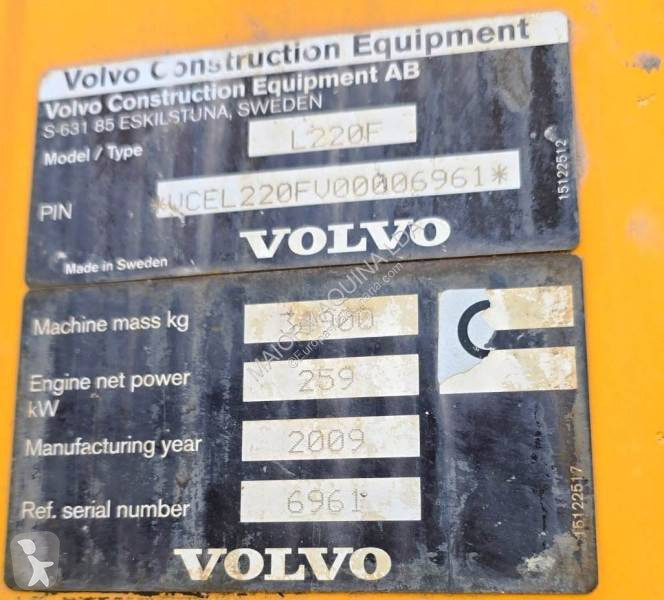 Volvo Construction Equipment
Volvo Construction Equipment AB
S-631 85 ESKILSTUNA, SWEDEN
Model / Type L220F
PIN *VCEL220FV00006961*
15122512
VOLVO
Made in Sweden
Machine mass kg 31900
Engine net power 259
kW
Manufacturing year 2009
Ref. serial number 6961
15122517
VOLVO